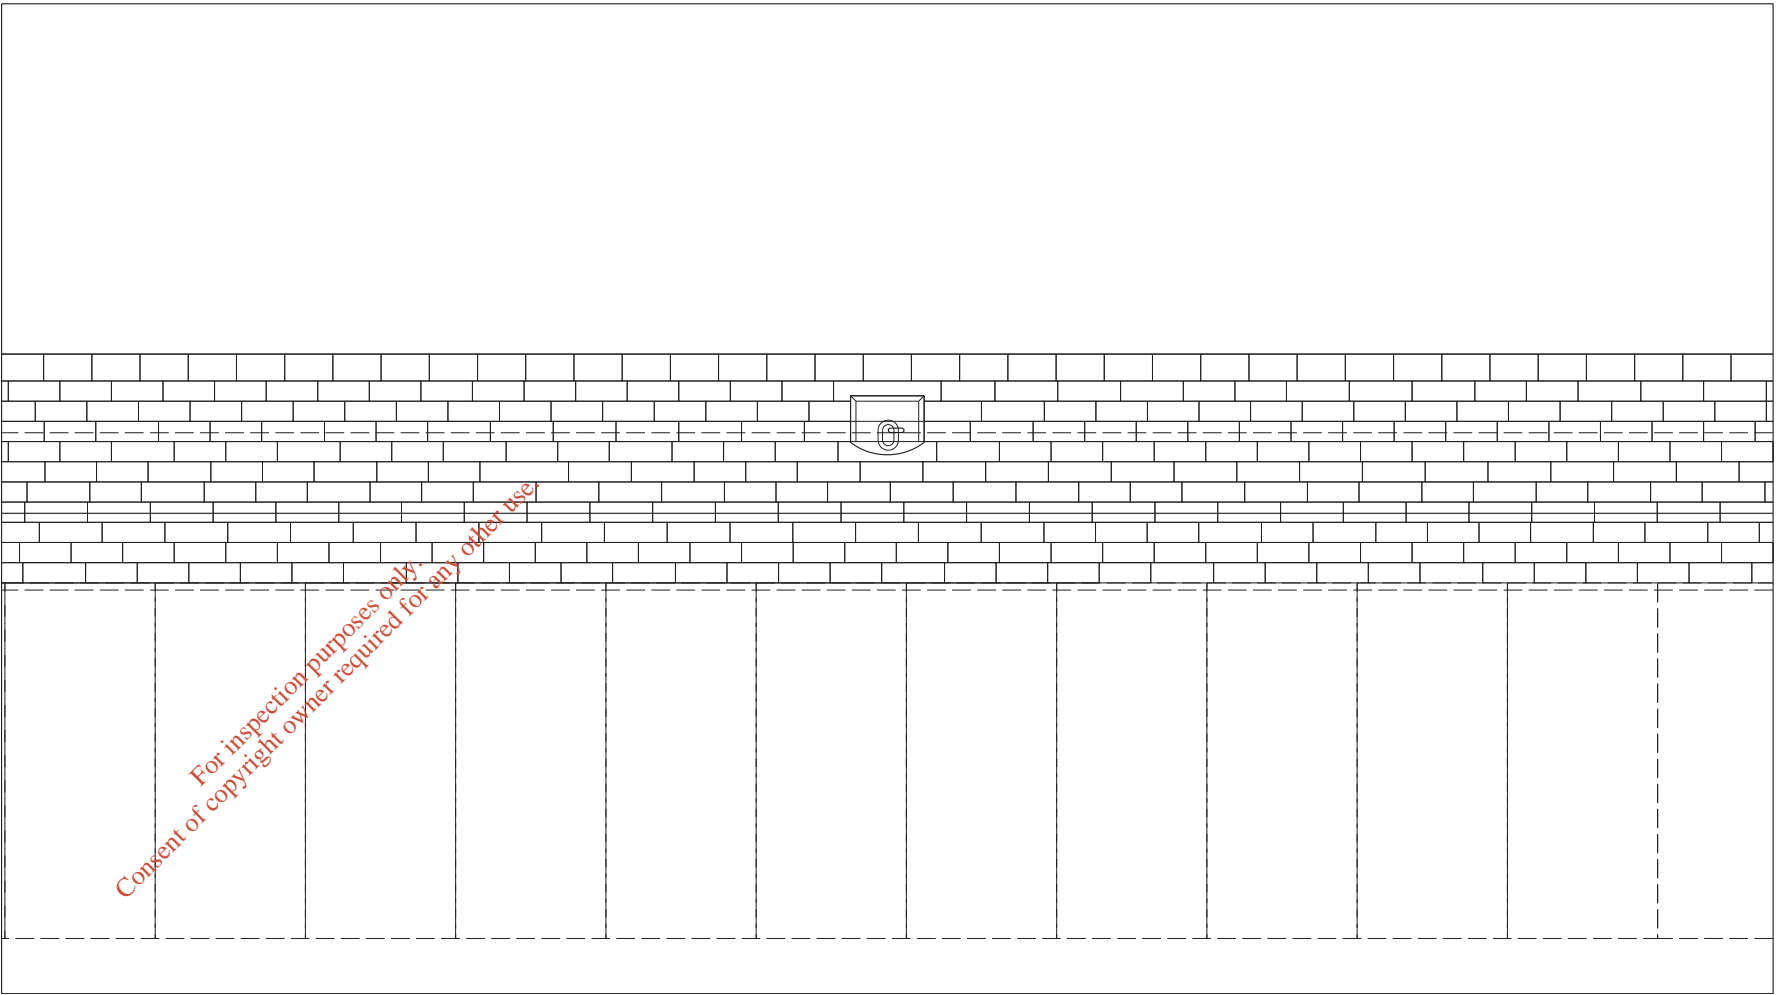 For inspection purposes only.
Consent of copyright owner required for any other use.